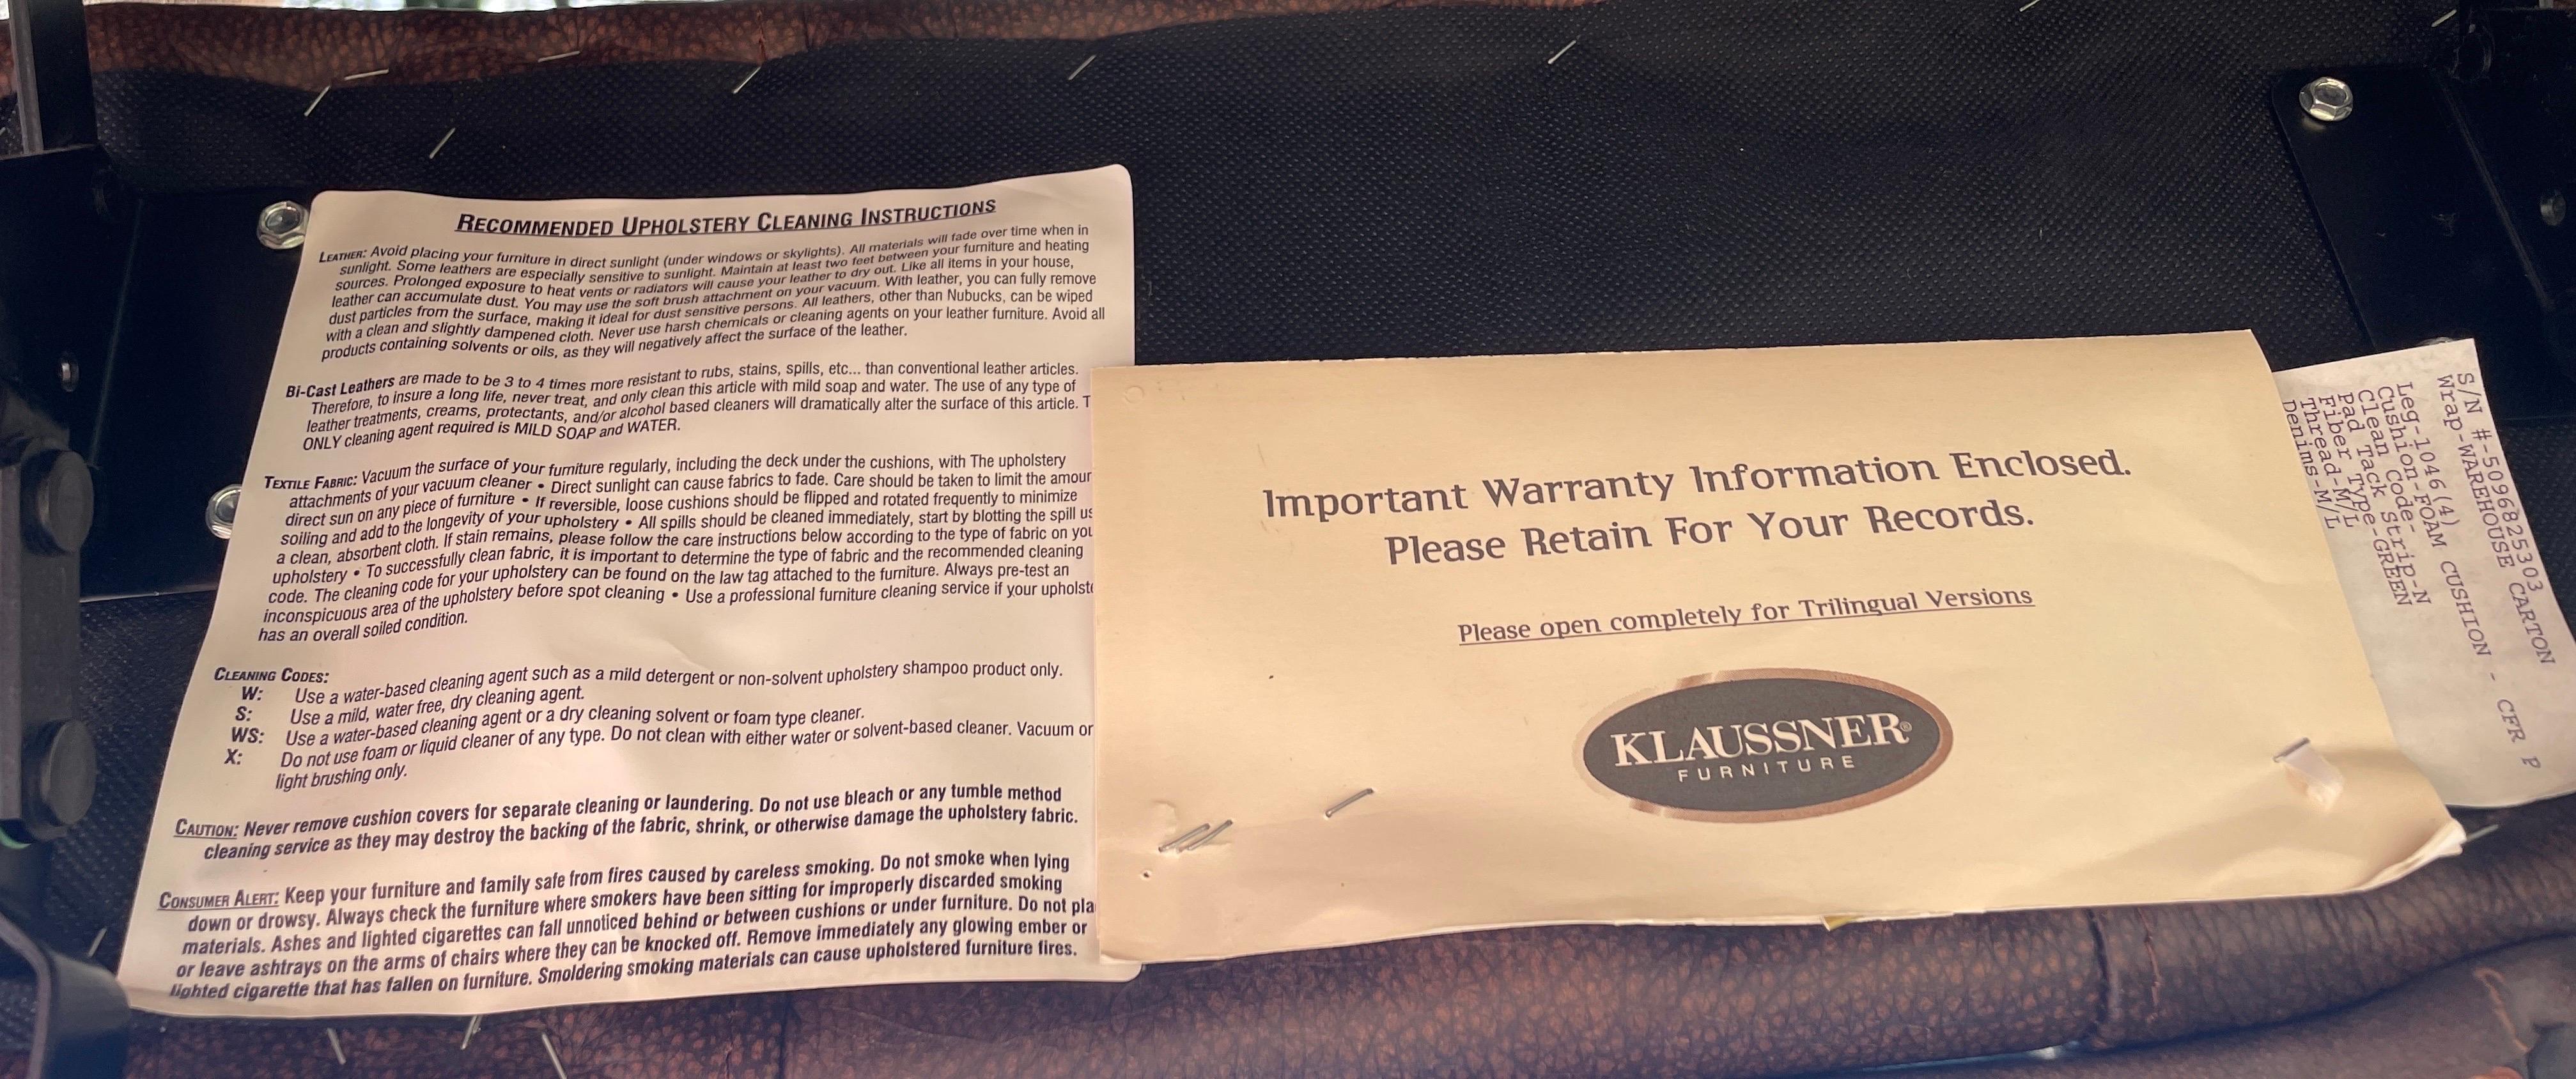 RECOMMENDED UPHOLSTERY CLEANING INSTRUCTIONS
LEATHER: Avoid placing your furniture in direct sunlight (under windows or skylights). All materials will fade over time when in
sunlight. Some leathers are especially sensitive to sunlight. Maintain at least two feet between your furniture and heating
sources. Prolonged exposure to heat vents or radiators will cause your leather to dry out. Like all items in your house,
leather can accumulate dust. You may use the soft brush attachment on your vacuum. With leather, you can fully remove
dust particles from the surface, making it ideal for dust sensitive persons. All leathers, other than Nubucks, can be wiped
with a clean and slightly dampened cloth. Never use harsh chemicals or cleaning agents on your leather furniture. Avoid all
products containing solvents or oils, as they will negatively affect the surface of the leather.
BI-CAST LEATHERS are made to be 3 to 4 times more resistant to rubs, stains, spills, etc... than conventional leather articles.
Therefore, to insure a long life, never treat, and only clean this article with mild soap and water. The use of any type of
leather treatments, creams, protectants, and/or alcohol based cleaners will dramatically alter the surface of this article. T
ONLY cleaning agent required is MILD SOAP and WATER.
TEXTILE FABRIC: Vacuum the surface of your furniture regularly, including the deck under the cushions, with The upholstery
attachments of your vacuum cleaner • Direct sunlight can cause fabrics to fade. Care should be taken to limit the amour
direct sun on any piece of furniture • If reversible, loose cushions should be flipped and rotated frequently to minimize
soiling and add to the longevity of your upholstery • All spills should be cleaned immediately, start by blotting the spill us
a clean, absorbent cloth. If stain remains, please follow the care instructions below according to the type of fabric on you
upholstery • To successfully clean fabric, it is important to determine the type of fabric and the recommended cleaning
code. The cleaning code for your upholstery can be found on the law tag attached to the furniture. Always pre-test an
inconspicuous area of the upholstery before spot cleaning • Use a professional furniture cleaning service if your upholste
has an overall soiled condition.
CLEANING CODES:
W: Use a water-based cleaning agent such as a mild detergent or non-solvent upholstery shampoo product only.
S: Use a mild, water free, dry cleaning agent.
WS: Use a water-based cleaning agent or a dry cleaning solvent or foam type cleaner.
X: Do not use foam or liquid cleaner of any type. Do not clean with either water or solvent-based cleaner. Vacuum or
light brushing only.
CAUTION: Never remove cushion covers for separate cleaning or laundering. Do not use bleach or any tumble method
cleaning service as they may destroy the backing of the fabric, shrink, or otherwise damage the upholstery fabric.
CONSUMER ALERT: Keep your furniture and family safe from fires caused by careless smoking. Do not smoke when lying
down or drowsy. Always check the furniture where smokers have been sitting for improperly discarded smoking
materials. Ashes and lighted cigarettes can fall unnoticed behind or between cushions or under furniture. Do not pla
or leave ashtrays on the arms of chairs where they can be knocked off. Remove immediately any glowing ember or
lighted cigarette that has fallen on furniture. Smoldering smoking materials can cause upholstered furniture fires.
Important Warranty Information Enclosed.
Please Retain For Your Records.
Please open completely for Trilingual Versions
KLAUSSNER®
FURNITURE
S/N #-5096825303
Wrap-WAREHOUSE CARTON
Leg-1046(4)
Cushion-FOAM CUSHION - CFR P
Cushion Code-
Clean Tack Strip-N
Pad Type-GREEN
Fiber-M/L
Thread-M/L
Denims-M/L